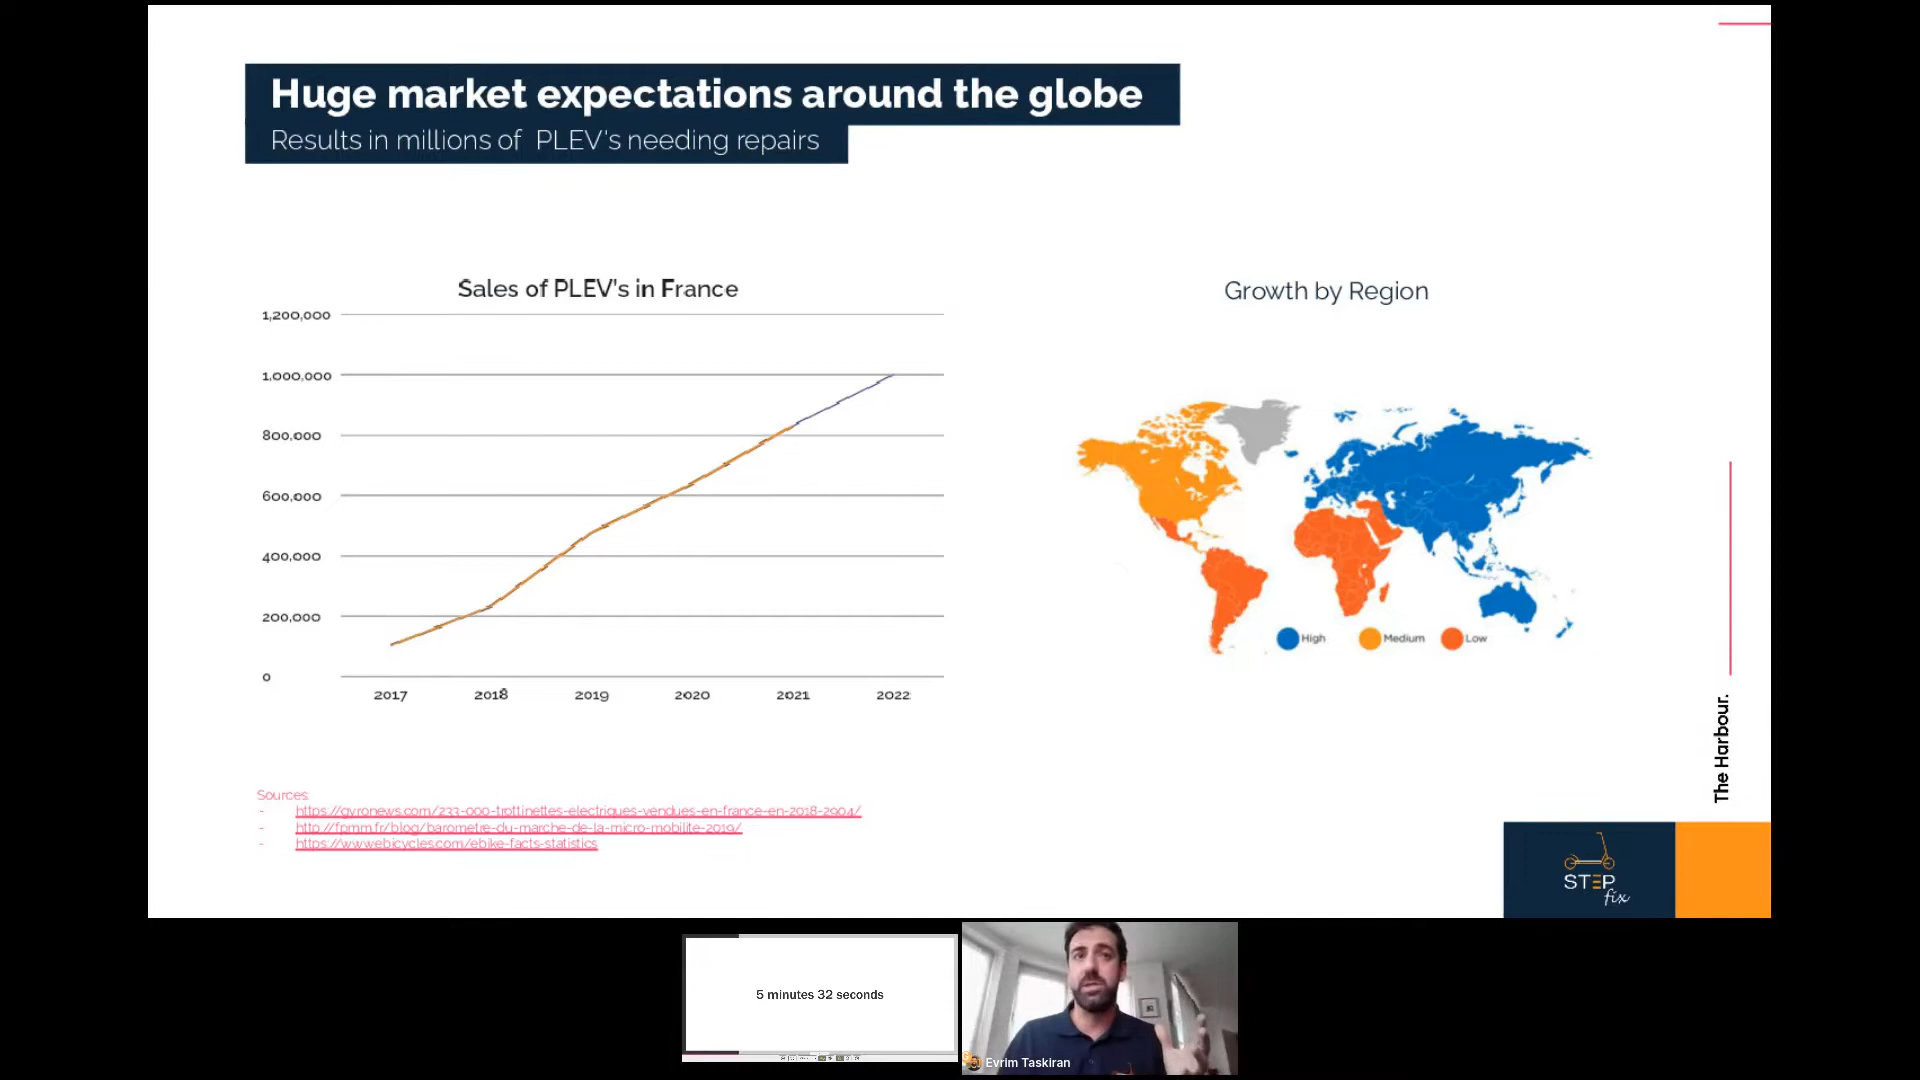 Huge market expectations around the globe
Results in millions of PLEV's needing repairs
Sales of PLEV's in France
1,200,000
1,000,000
800,000
600,000
400,000
200,000
0
2017 2018 2019 2020 2021 2022
Growth by Region
High Medium Low
Sources:
- https://gyronews.com/233-000-trottinettes-electriques-vendues-en-france-en-2018-2904/
- http://fpmm.fr/blog/barometre-du-marche-de-la-micro-mobilite-2019/
- https://www.ebicycles.com/ebike-facts-statistics
The Harbour.
STEP
fix
5 minutes 32 seconds
Evrim Taskiran